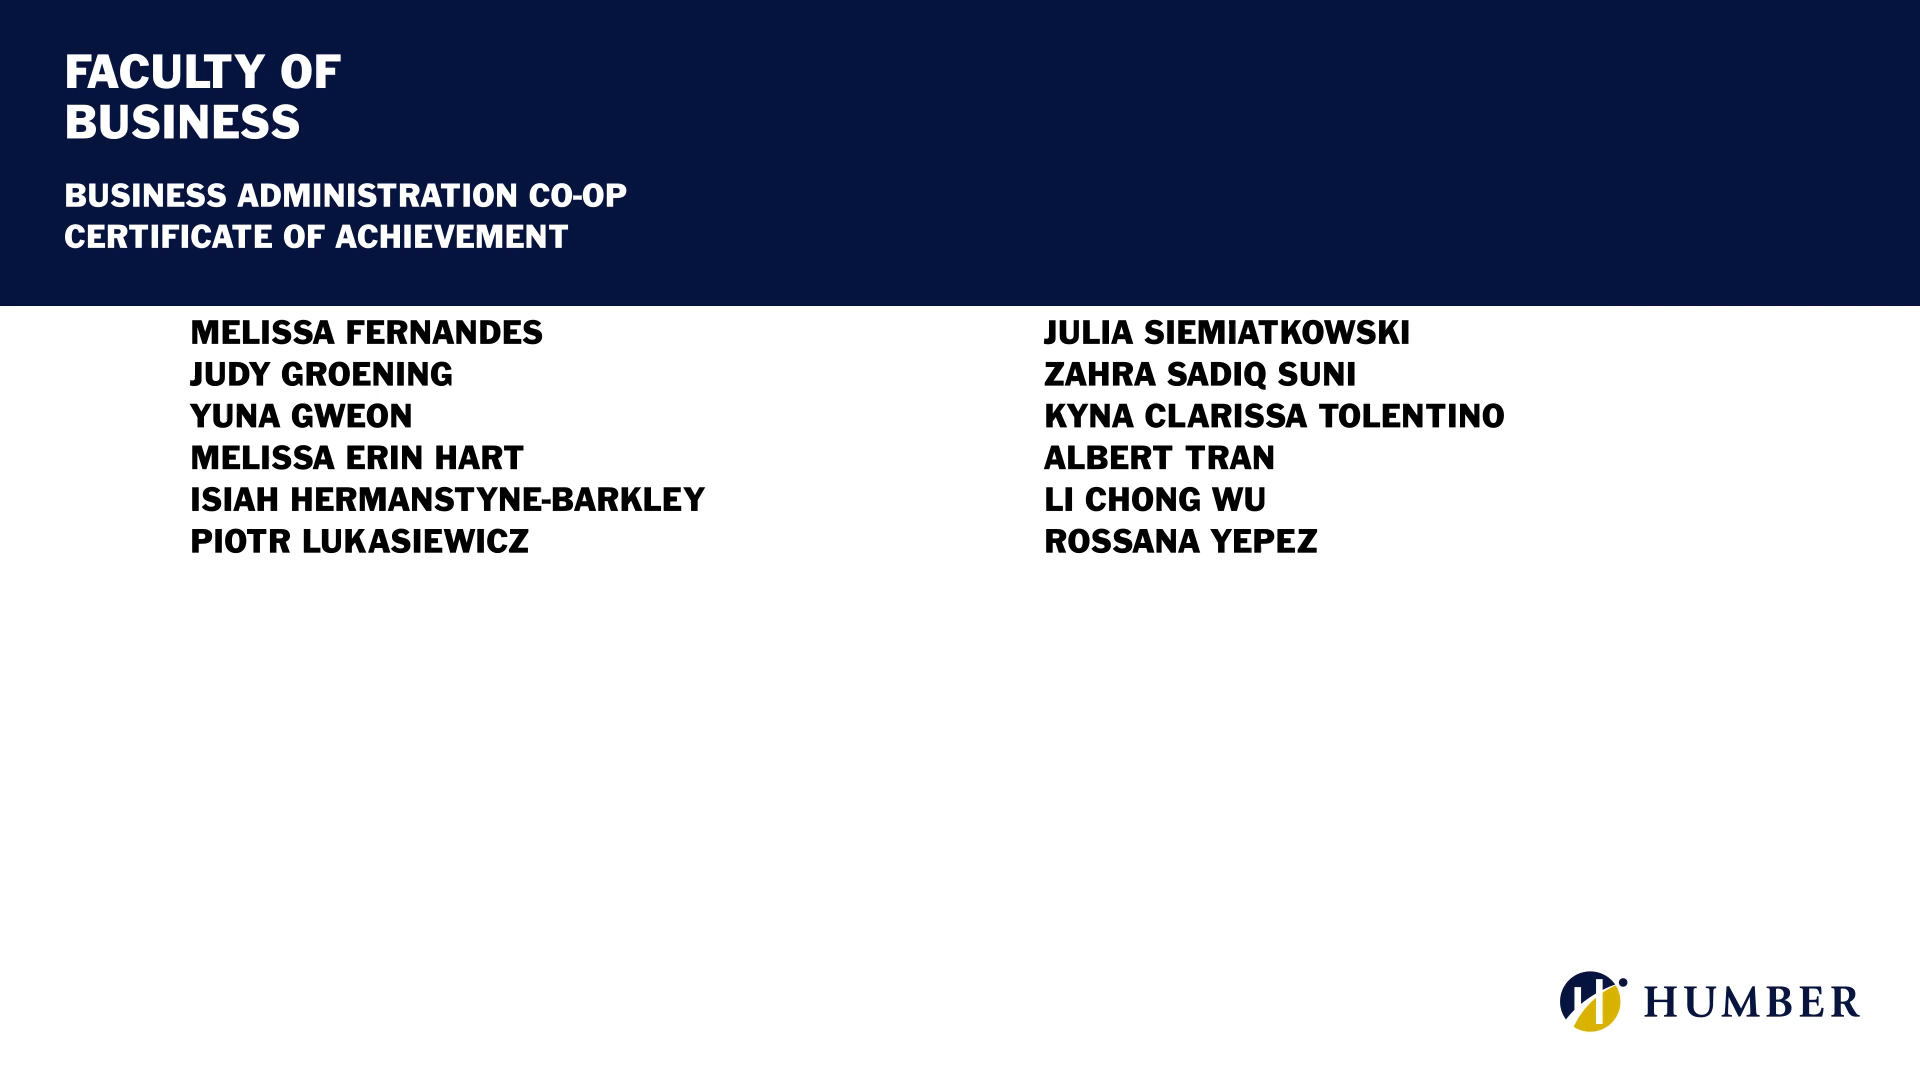 FACULTY OF
BUSINESS
BUSINESS ADMINISTRATION CO-OP
CERTIFICATE OF ACHIEVEMENT
MELISSA FERNANDES
JUDY GROENING
YUNA GWEON
MELISSA ERIN HART
ISIAH HERMANSTYNE-BARKLEY
PIOTR LUKASIEWICZ
JULIA SIEMIATKOWSKI
ZAHRA SADIQ SUNI
KYNA CLARISSA TOLENTINO
ALBERT TRAN
LI CHONG WU
ROSSANA YEPEZ
HUMBER